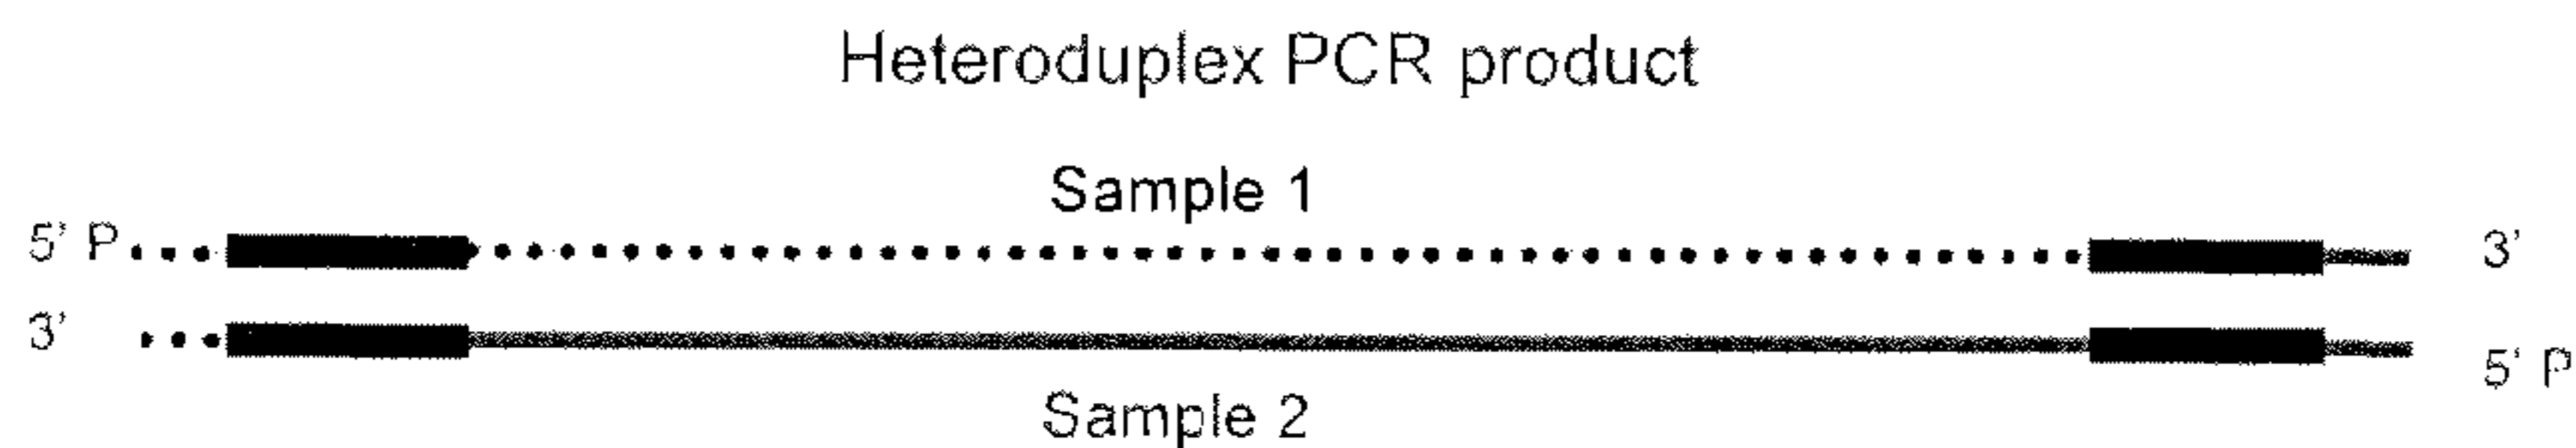 Heteroduplex PCR product
Sample 1
5' P 3'
3' 5' P
Sample 2